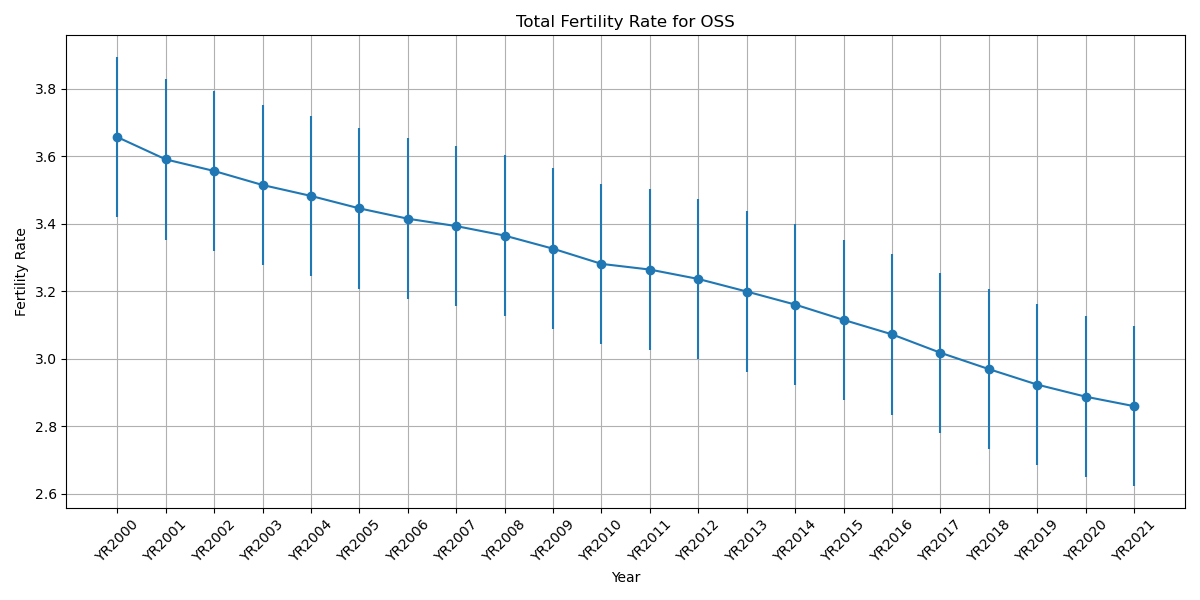 Total Fertility Rate for OSS
Fertility Rate
3.8
3.6
3.4
3.2
3.0
2.8
2.6
YR2000
YR2001
YR2002
YR2003
YR2004
YR2005
YR2006
YR2007
YR2008
YR2009
YR2010
YR2011
YR2012
YR2013
YR2014
YR2015
YR2016
YR2017
YR2018
YR2019
YR2020
YR2021
Year